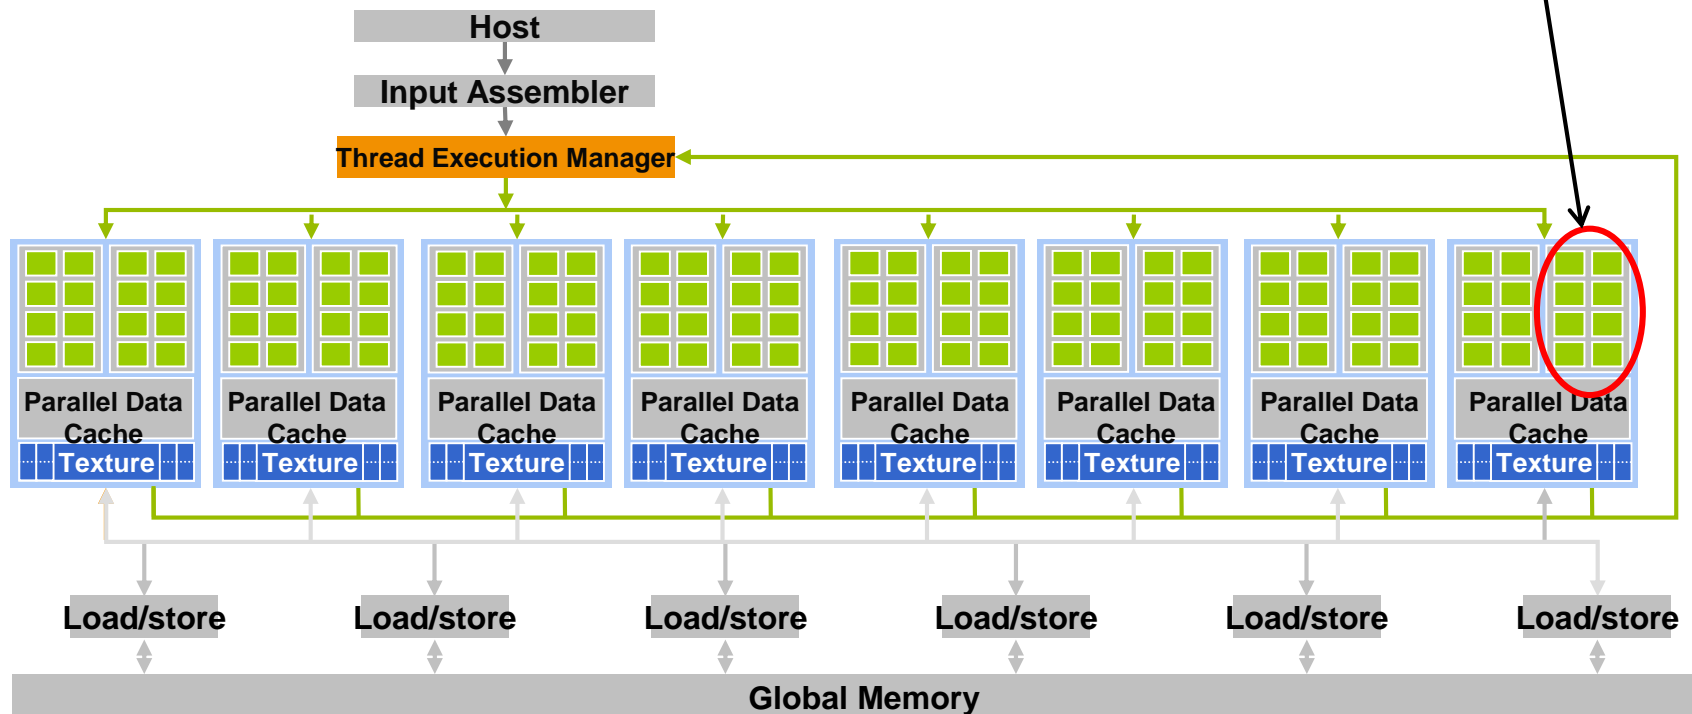 Host
Input Assembler
Thread Execution Manager
Parallel Data Cache
Parallel Data Cache
Parallel Data Cache
Parallel Data Cache
Parallel Data Cache
Parallel Data Cache
Parallel Data Cache
Parallel Data Cache
Texture
Texture
Texture
Texture
Texture
Texture
Texture
Texture
Load/store
Load/store
Load/store
Load/store
Load/store
Load/store
Global Memory